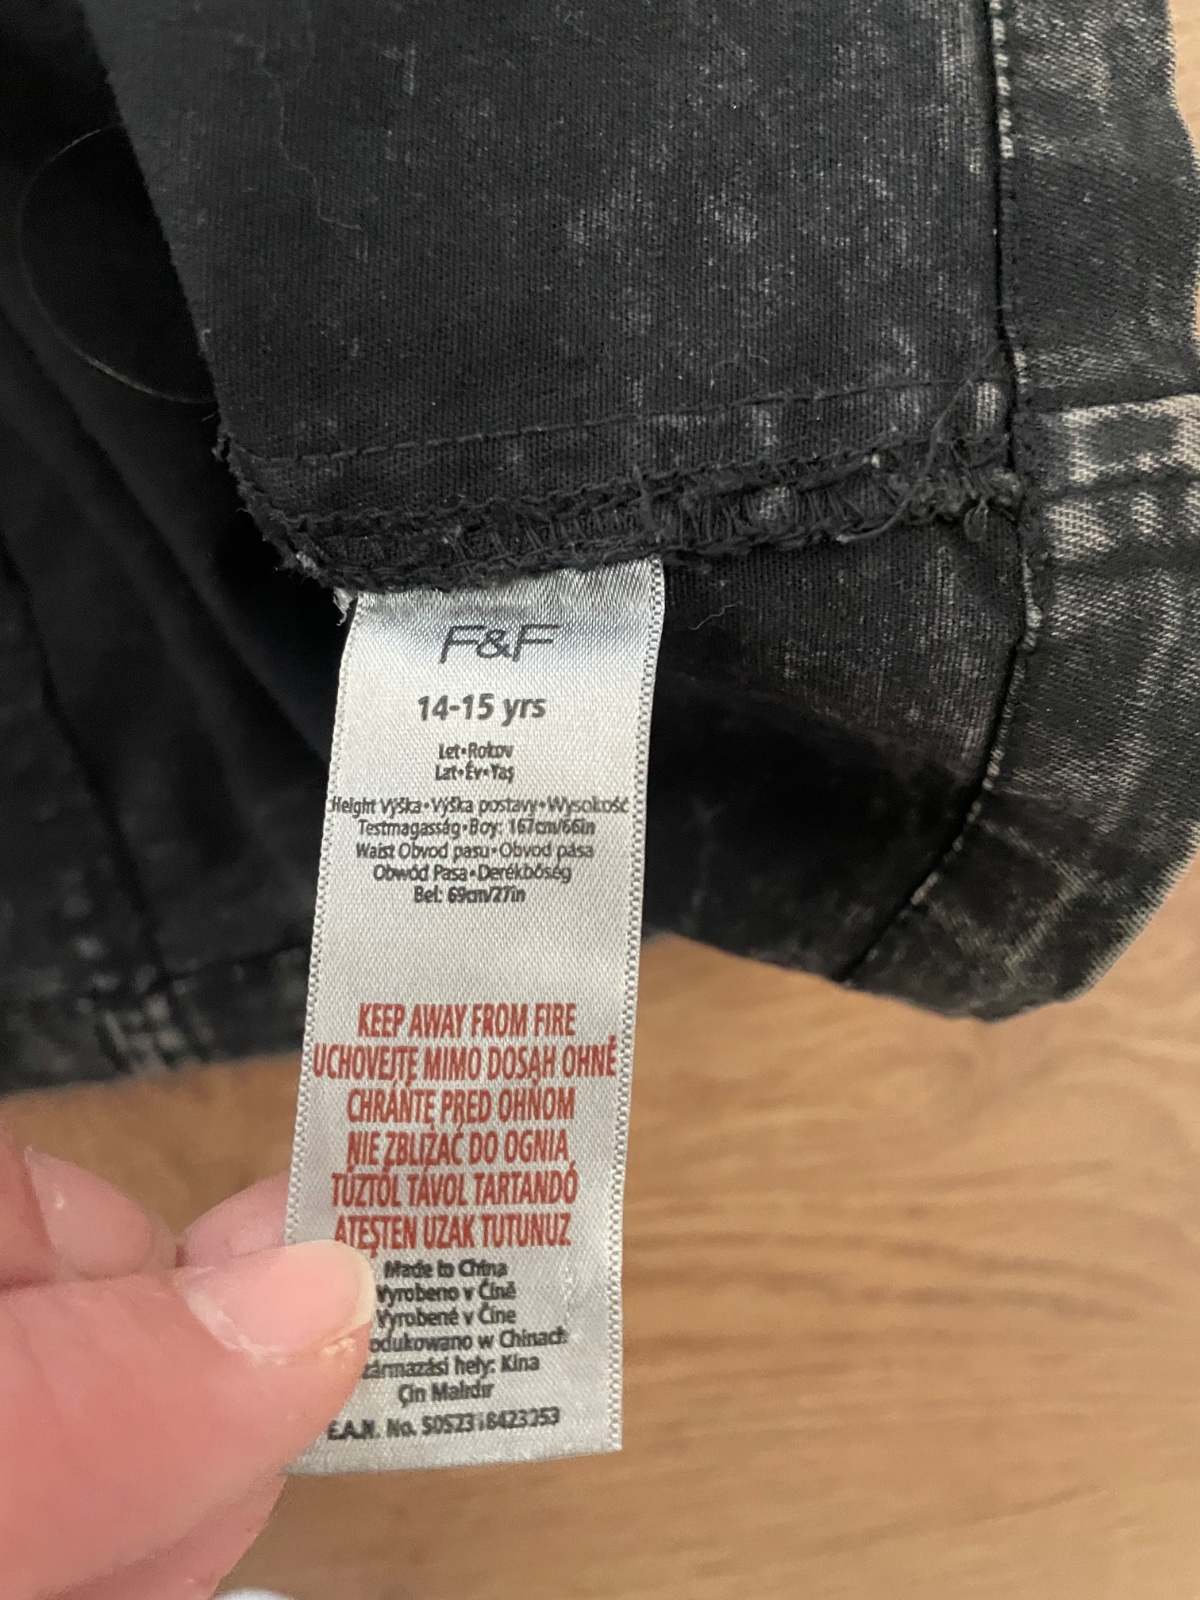 F&F
14-15 yrs
Let•Rokov
Lat•Év•Yaş
Height Výška•Výška postavy•Wysokość
Testmagasság•Boy: 167cm/66in
Waist Obvod pasu•Obvod pása
Obwód Pasa•Derékbőség
Bel: 69cm/27in
KEEP AWAY FROM FIRE
UCHOVEJTE MIMO DOSAH OHNĚ
CHRÁŇTE PRED OHŇOM
NIE ZBLIŻAĆ DO OGNIA
TŰZTŐL TÁVOL TARTANDÓ
ATEŞTEN UZAK TUTUNUZ
Made in China
Vyrobeno v Číně
Vyrobené v Číne
odukowano w Chinach
zármazási hely: Kína
Çin Malıdır
E.A.N. No.